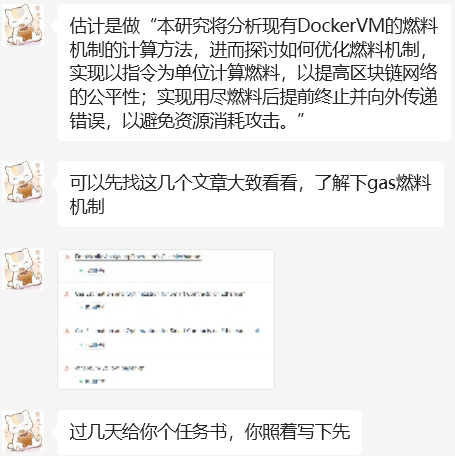 估计是做“本研究将分析现有DockerVM的燃料
机制的计算方法，进而探讨如何优化燃料机制，
实现以指令为单位计算燃料，以提高区块链网络
的公平性；实现用尽燃料后提前终止并向外传递
错误，以避免资源消耗攻击。”
可以先找这几个文章大致看看，了解下gas燃料
机制
过几天给你个任务书，你照着写下先